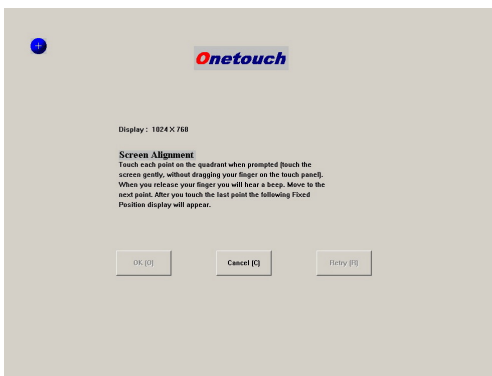 Onetouch
Display : 1024 X 768
Screen Alignment
Touch each point on the quadrant when prompted (touch the
screen gently, without dragging your finger on the touch panel).
When you release your finger you will hear a beep. Move to the
next point. After you touch the last point the following Fixed
Position display will appear.
OK (O) Cancel (C) Retry (R)